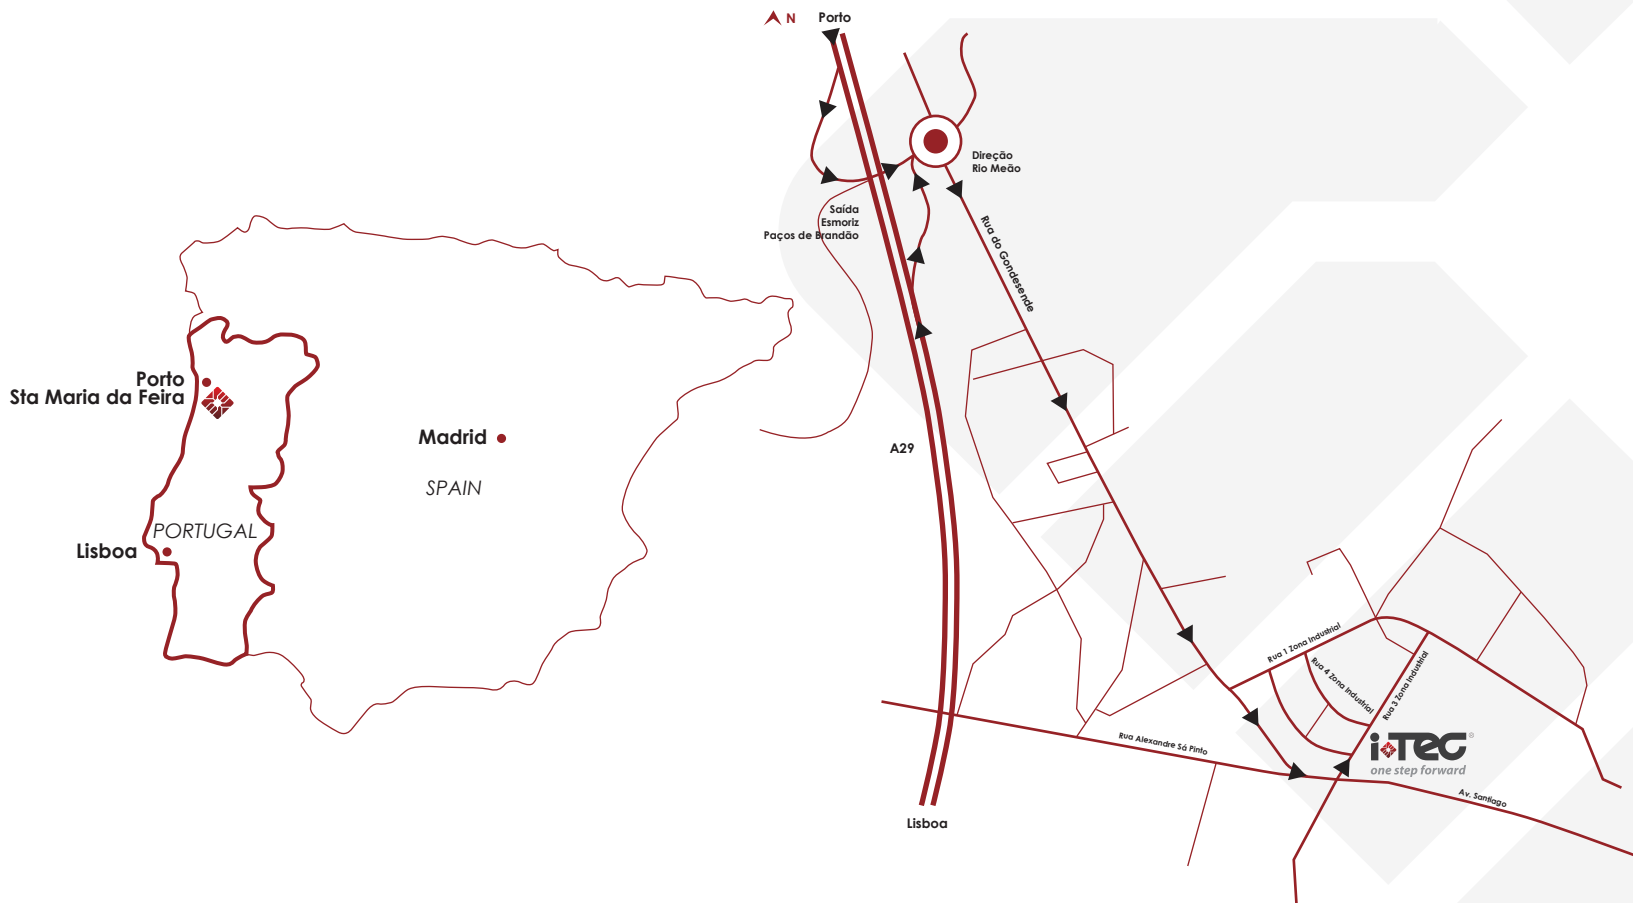 N
Porto
Direção
Rio Meão
Saída
Esmoriz
Paços de Brandão
Rua do Gondesende
Porto
Sta Maria da Feira
Madrid
SPAIN
PORTUGAL
Lisboa
A29
Rua 1 Zona Industrial
Rua 4 Zona Industrial
Rua 3 Zona Industrial
Rua Alexandre Sá Pinto
i-TEC®
one step forward
Av. Santiago
Lisboa